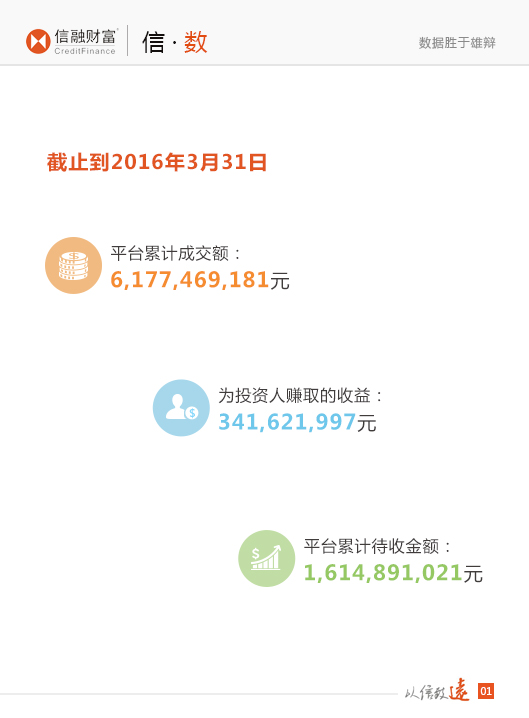 信融财富
CreditFinance
信·数
数据胜于雄辩
截止到2016年3月31日
平台累计成交额：
6,177,469,181元
$
为投资人赚取的收益：
341,621,997元
$
平台累计待收金额：
1,614,891,021元
$
以信致远
01